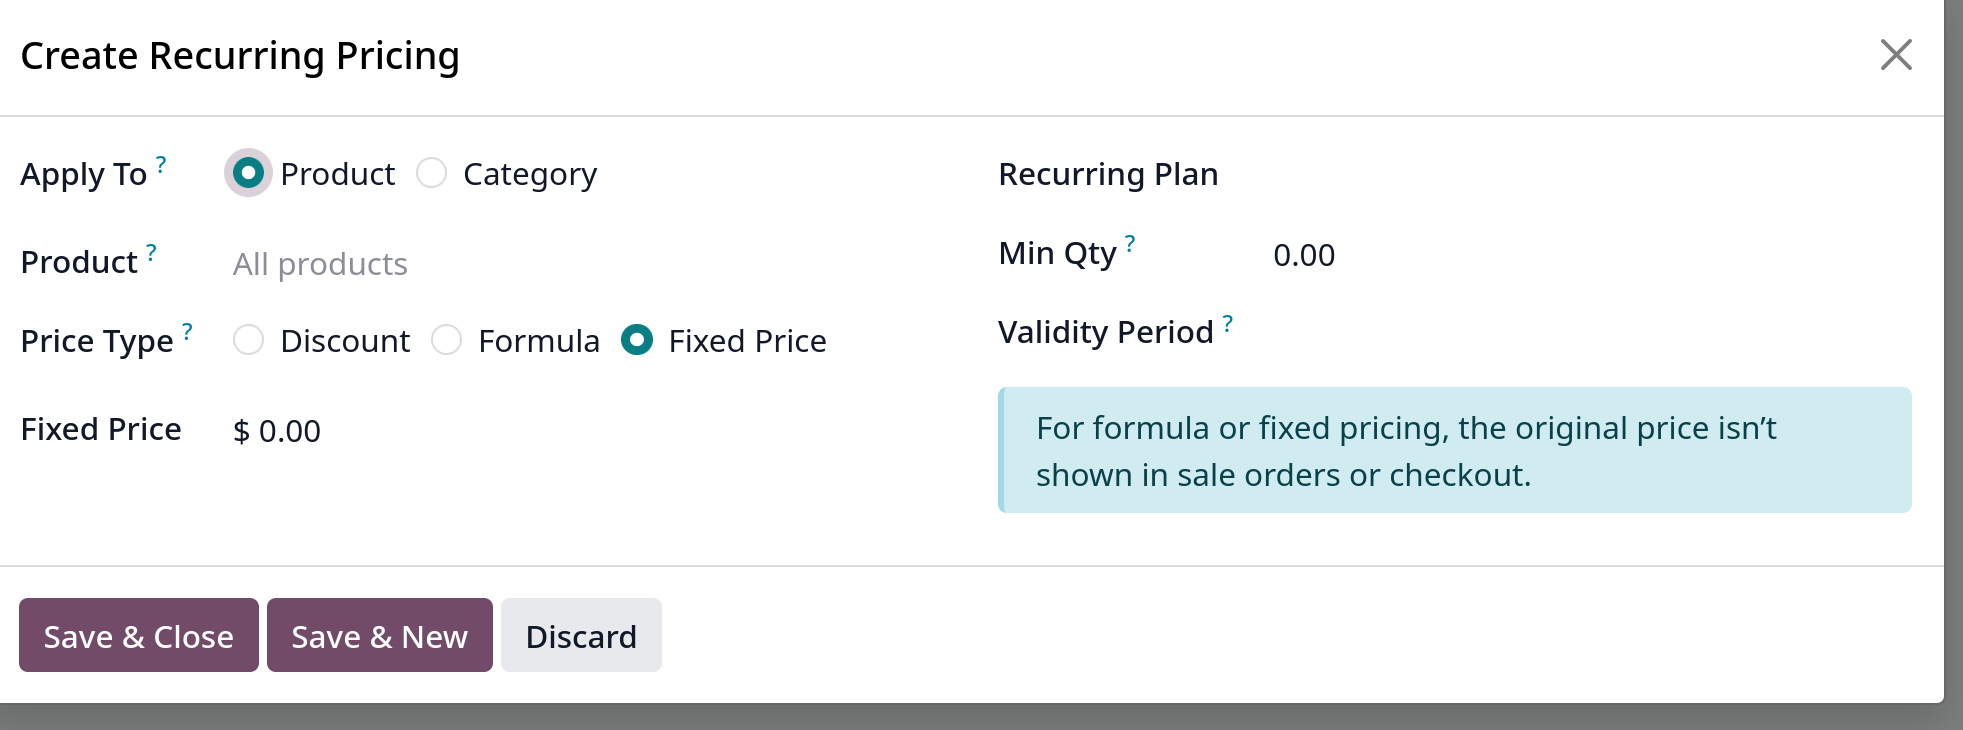 Create Recurring Pricing
Apply To ? Product Category
Product ? All products
Price Type ? Discount Formula Fixed Price
Fixed Price $ 0.00
Recurring Plan
Min Qty ? 0.00
Validity Period ?
For formula or fixed pricing, the original price isn’t
shown in sale orders or checkout.
Save & Close Save & New Discard